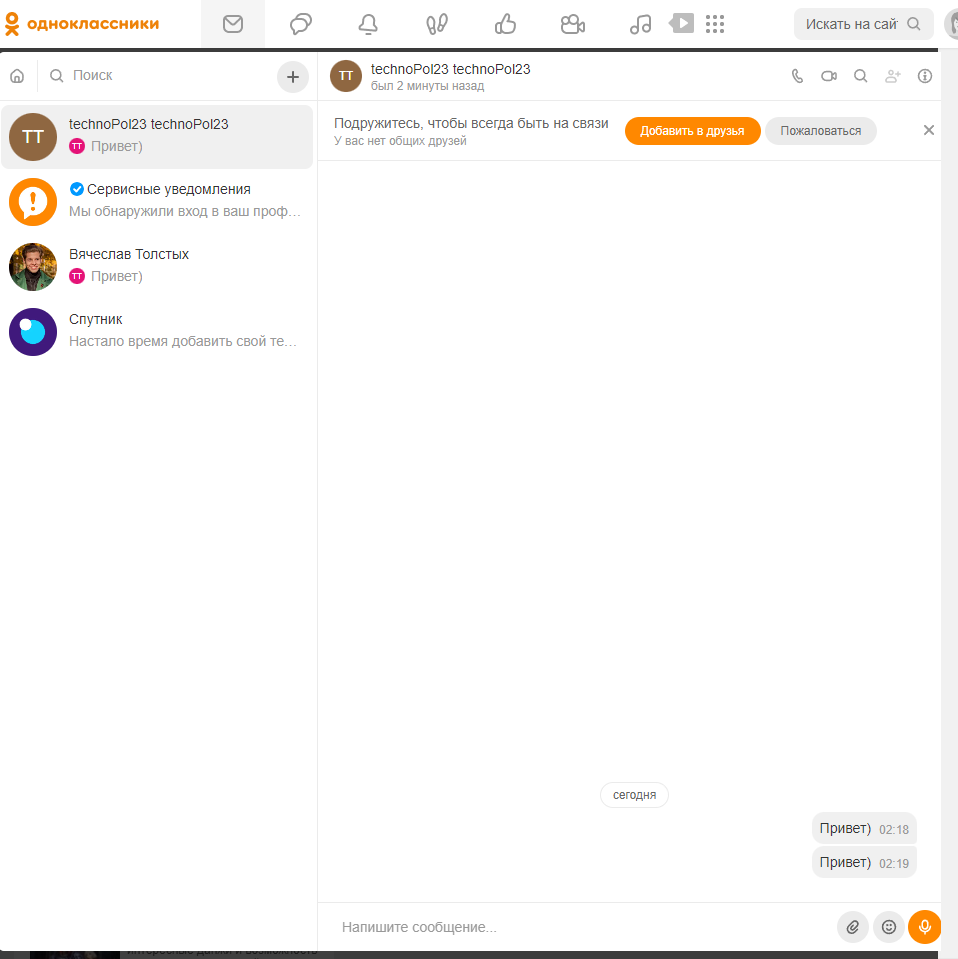 одноклассники
Искать на сай
Поиск
TT
technoPol23 technoPol23
TT Привет)
Сервисные уведомления
Мы обнаружили вход в ваш проф...
Вячеслав Толстых
TT Привет)
Спутник
Настало время добавить свой те...
TT
technoPol23 technoPol23
был 2 минуты назад
Подружитесь, чтобы всегда быть на связи
У вас нет общих друзей
Добавить в друзья
Пожаловаться
сегодня
Привет) 02:18
Привет) 02:19
Напишите сообщение...